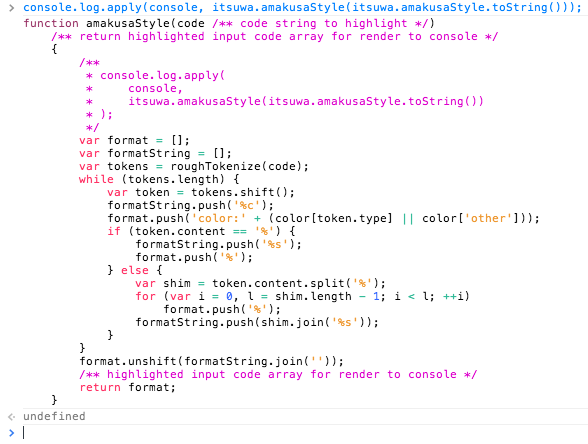 > console.log.apply(console, itsuwa.amakusaStyle(itsuwa.amakusaStyle.toString()));
function amakusaStyle(code /** code string to highlight */)
    /** return highlighted input code array for render to console */
    {
        /**
         * console.log.apply(
         *     console,
         *     itsuwa.amakusaStyle(itsuwa.amakusaStyle.toString())
         * );
         */
        var format = [];
        var formatString = [];
        var tokens = roughTokenize(code);
        while (tokens.length) {
            var token = tokens.shift();
            formatString.push('%c');
            format.push('color:' + (color[token.type] || color['other']));
            if (token.content == '%') {
                formatString.push('%s');
                format.push('%');
            } else {
                var shim = token.content.split('%');
                for (var i = 0, l = shim.length - 1; i < l; ++i)
                    format.push('%');
                formatString.push(shim.join('%s'));
            }
        }
        format.unshift(formatString.join(''));
        /** highlighted input code array for render to console */
        return format;
    }
< undefined
>